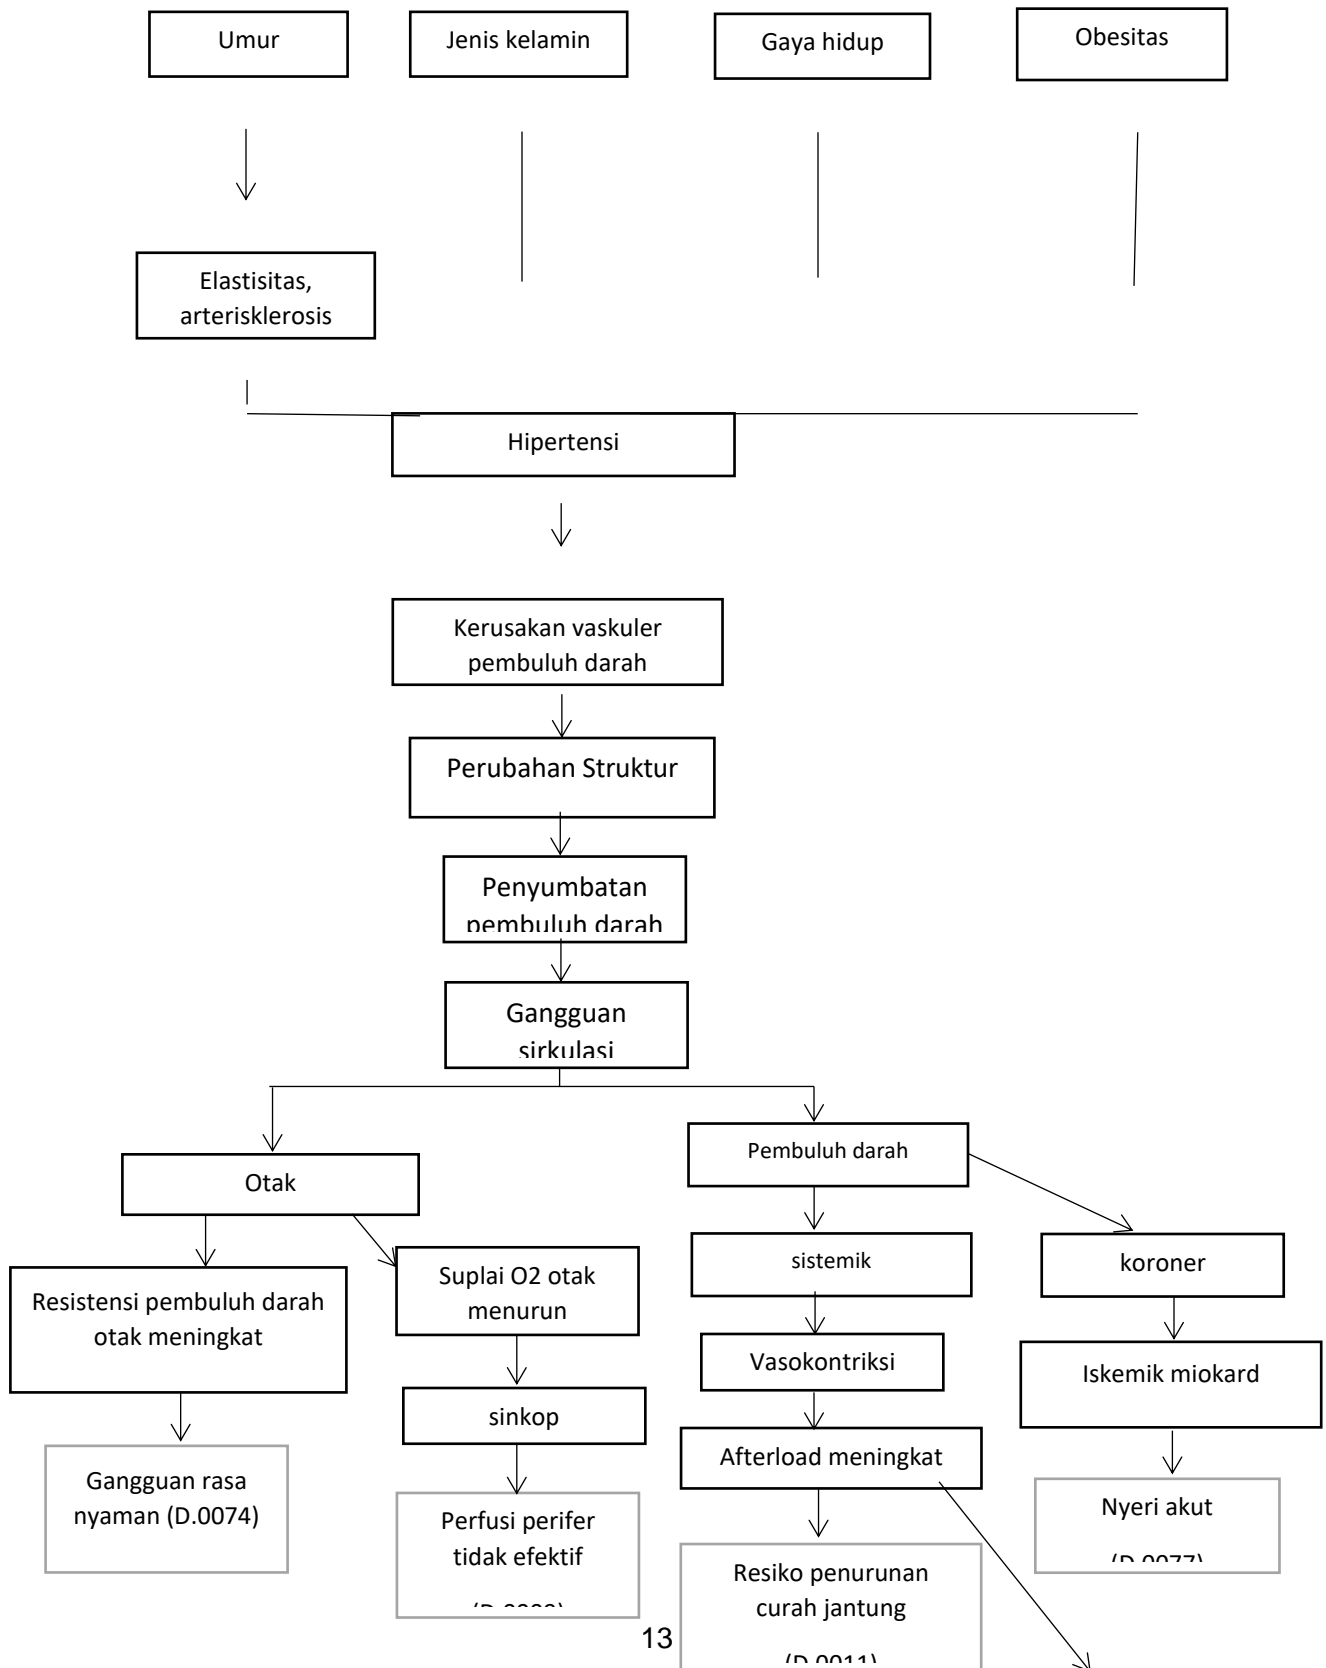 Umur
Jenis kelamin
Gaya hidup
Obesitas
Elastisitas,
arterisklerosis
Hipertensi
Kerusakan vaskuler
pembuluh darah
Perubahan Struktur
Penyumbatan
pembuluh darah
Gangguan
sirkulasi
Otak
Pembuluh darah
Resistensi pembuluh darah
otak meningkat
Suplai O2 otak
menurun
sistemik
koroner
sinkop
Vasokontriksi
Iskemik miokard
Gangguan rasa
nyaman (D.0074)
Perfusi perifer
tidak efektif
Afterload meningkat
Nyeri akut
(D.0077)
Resiko penurunan
curah jantung
(D.0011)
13